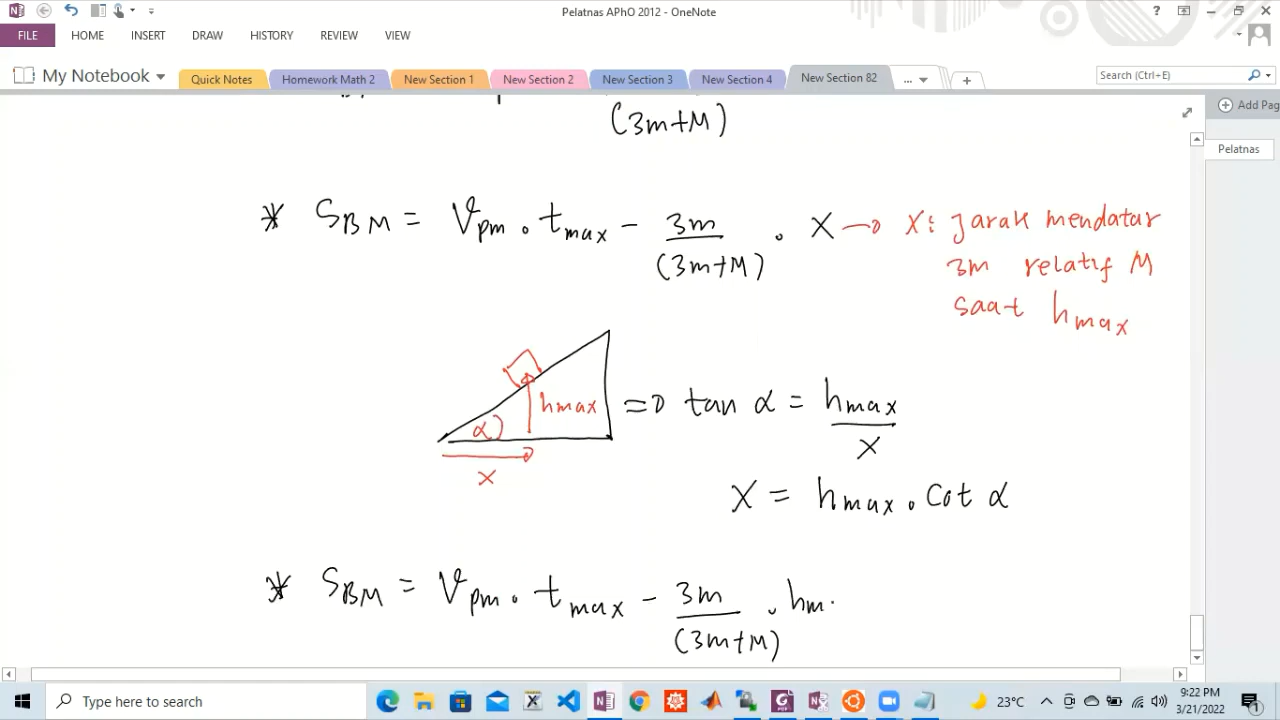 Pelatnas APhO 2012 - OneNote
FILE HOME INSERT DRAW HISTORY REVIEW VIEW
My Notebook Quick Notes Homework Math 2 New Section 1 New Section 2 New Section 3 New Section 4 New Section 82 ... + Search (Ctrl+E)
Add Pag
Pelatnas
(3m+M)
* S_BM = V_pm . t_max - 3m/(3m+M) . X → X: jarak mendatar
3m relatif M
saat h_max
α hmax x
⇒ tan α = h_max/X
X = h_max . cot α
* S_BM = V_pm . t_max - 3m/(3m+M) . hm
Type here to search
23°C
9:22 PM
3/21/2022